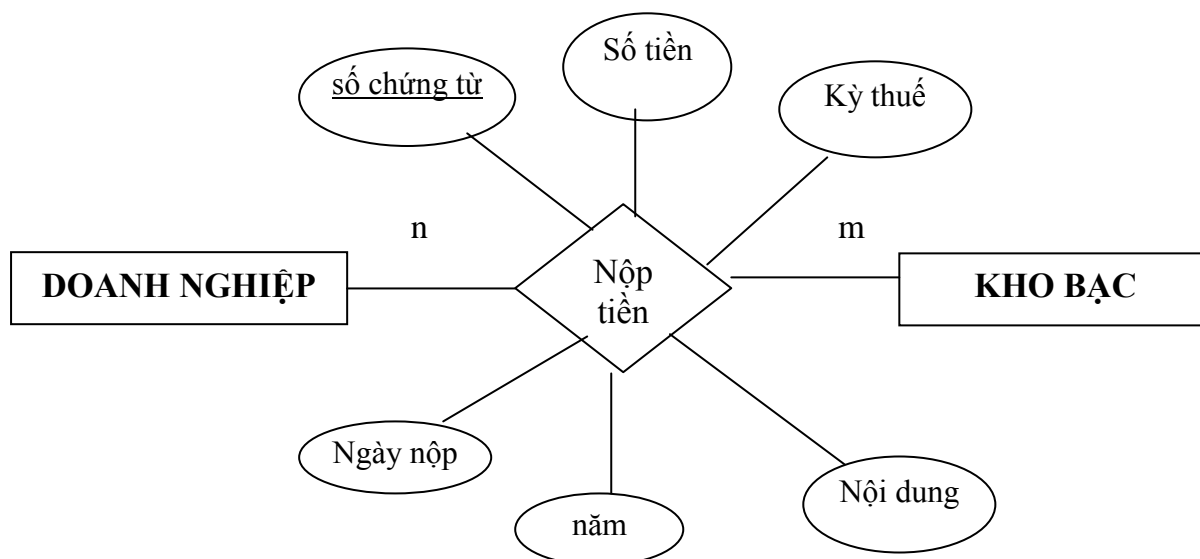 Số tiền
số chứng từ
Kỳ thuế
n
m
DOANH NGHIỆP
Nộp
tiền
KHO BẠC
Ngày nộp
năm
Nội dung